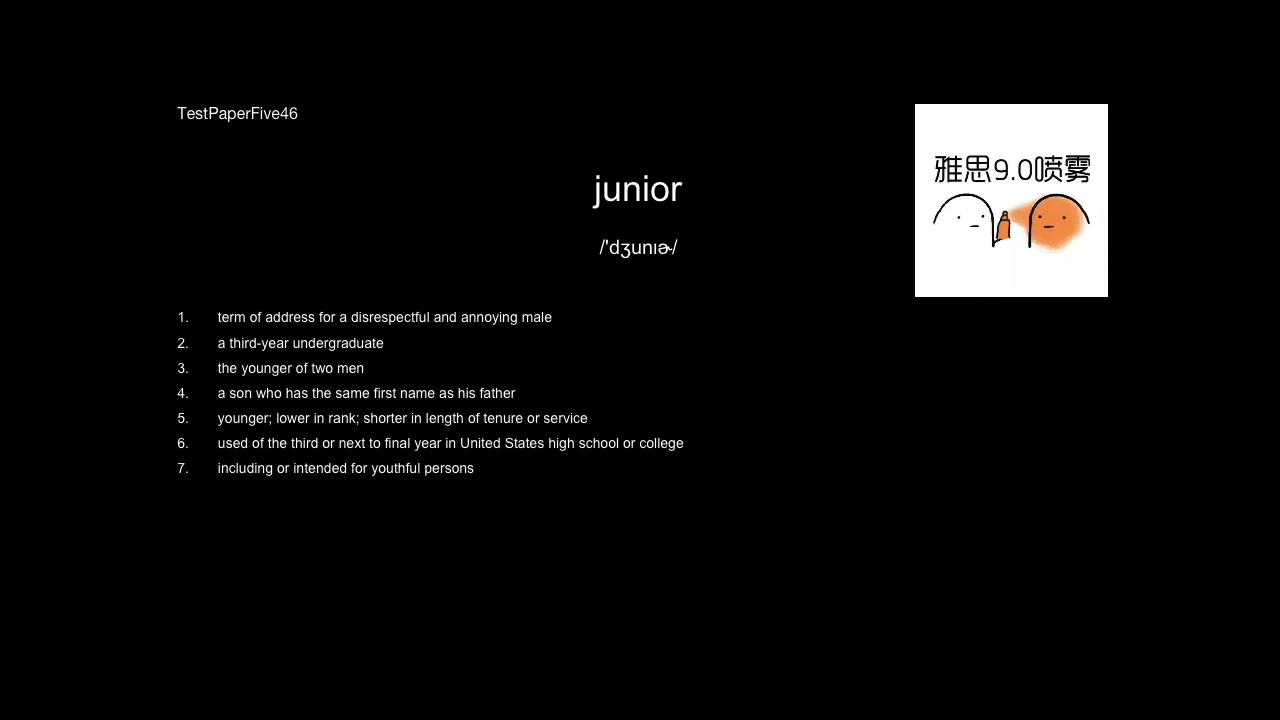 TestPaperFive46
雅思9.0喷雾
junior
/'dʒunɪɚ/
1. term of address for a disrespectful and annoying male
2. a third-year undergraduate
3. the younger of two men
4. a son who has the same first name as his father
5. younger; lower in rank; shorter in length of tenure or service
6. used of the third or next to final year in United States high school or college
7. including or intended for youthful persons